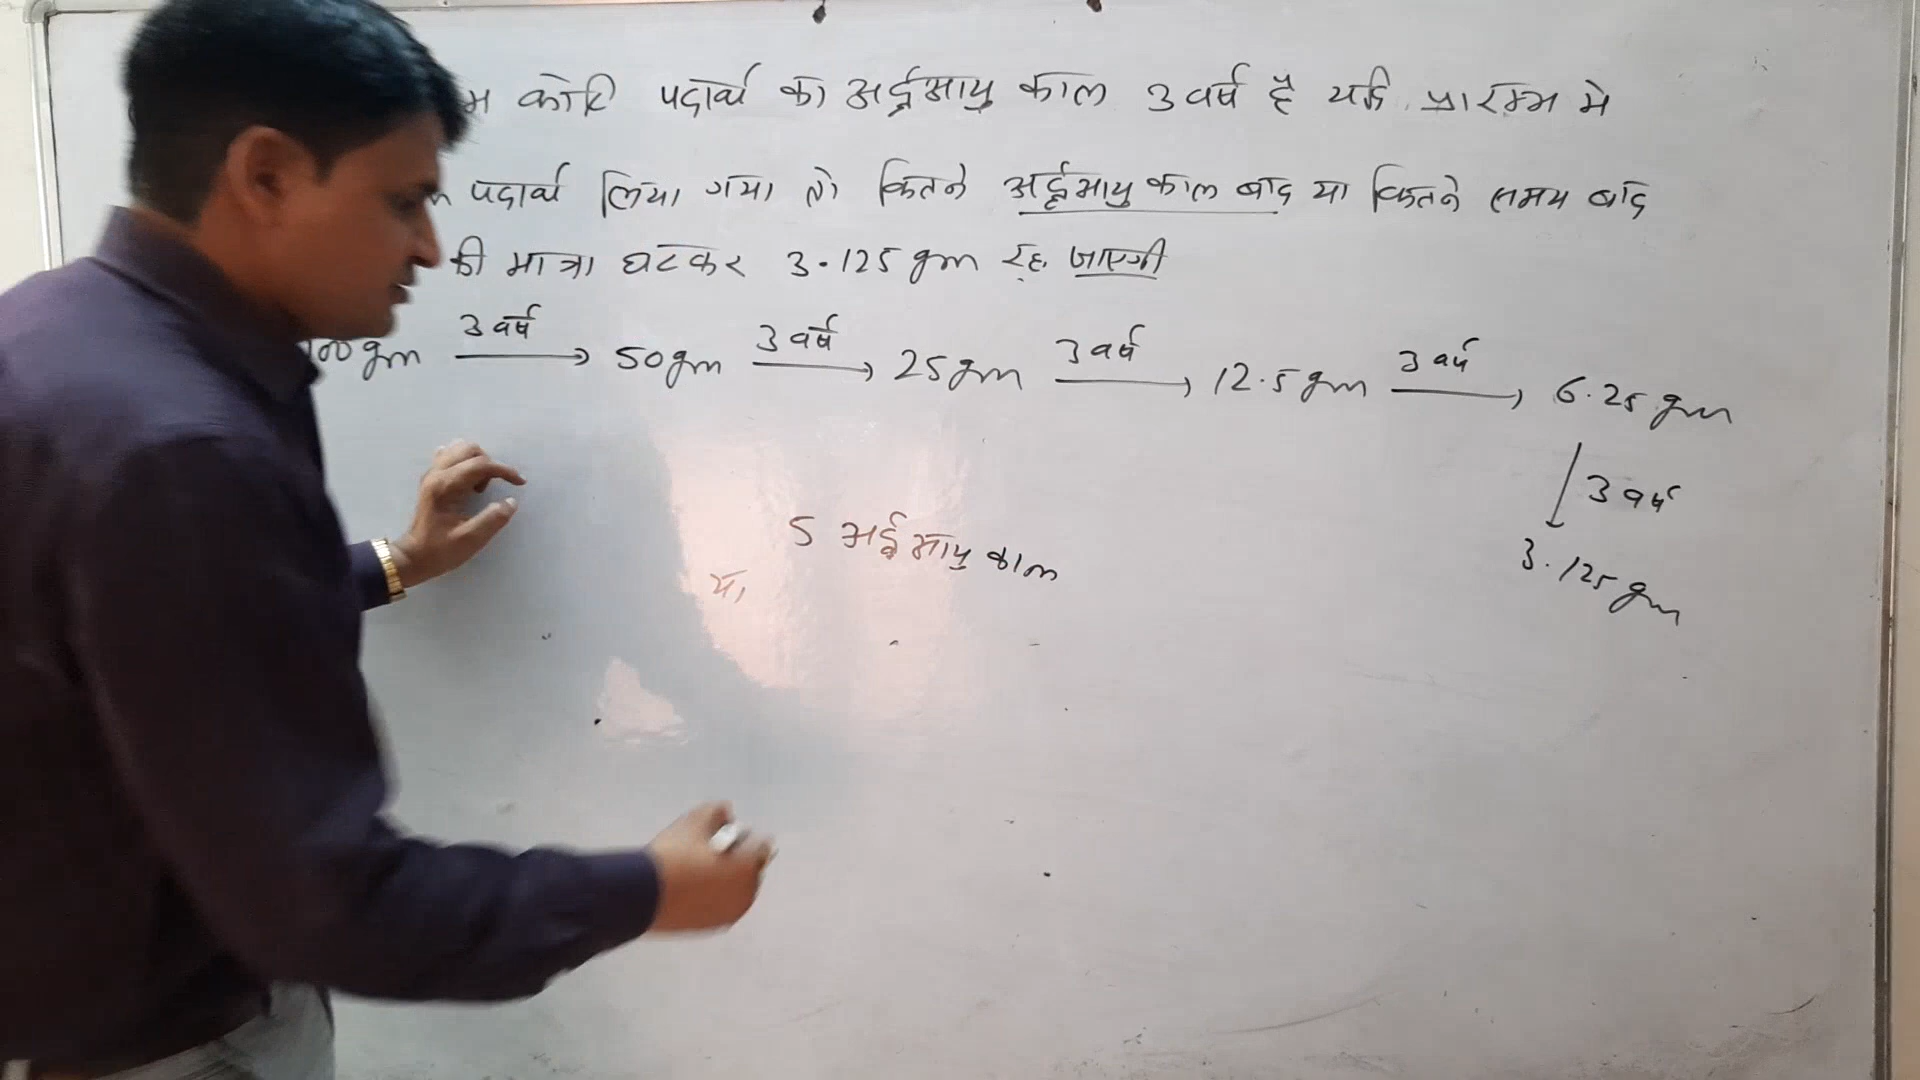 म कोटि पदार्थ का अर्द्धआयु काल 3 वर्ष है यदि प्रारम्भ मे
पदार्थ लिया गया तो कितने अर्द्धआयु काल बाद या कितने समय बाद
की मात्रा घटकर 3.125 gm रह जाएगी
100 gm 3 वर्ष → 50 gm 3 वर्ष → 25 gm 3 वर्ष → 12.5 gm 3 वर्ष → 6.25 gm
↓ 3 वर्ष
3.125 gm
5 अर्द्धआयु काल
या